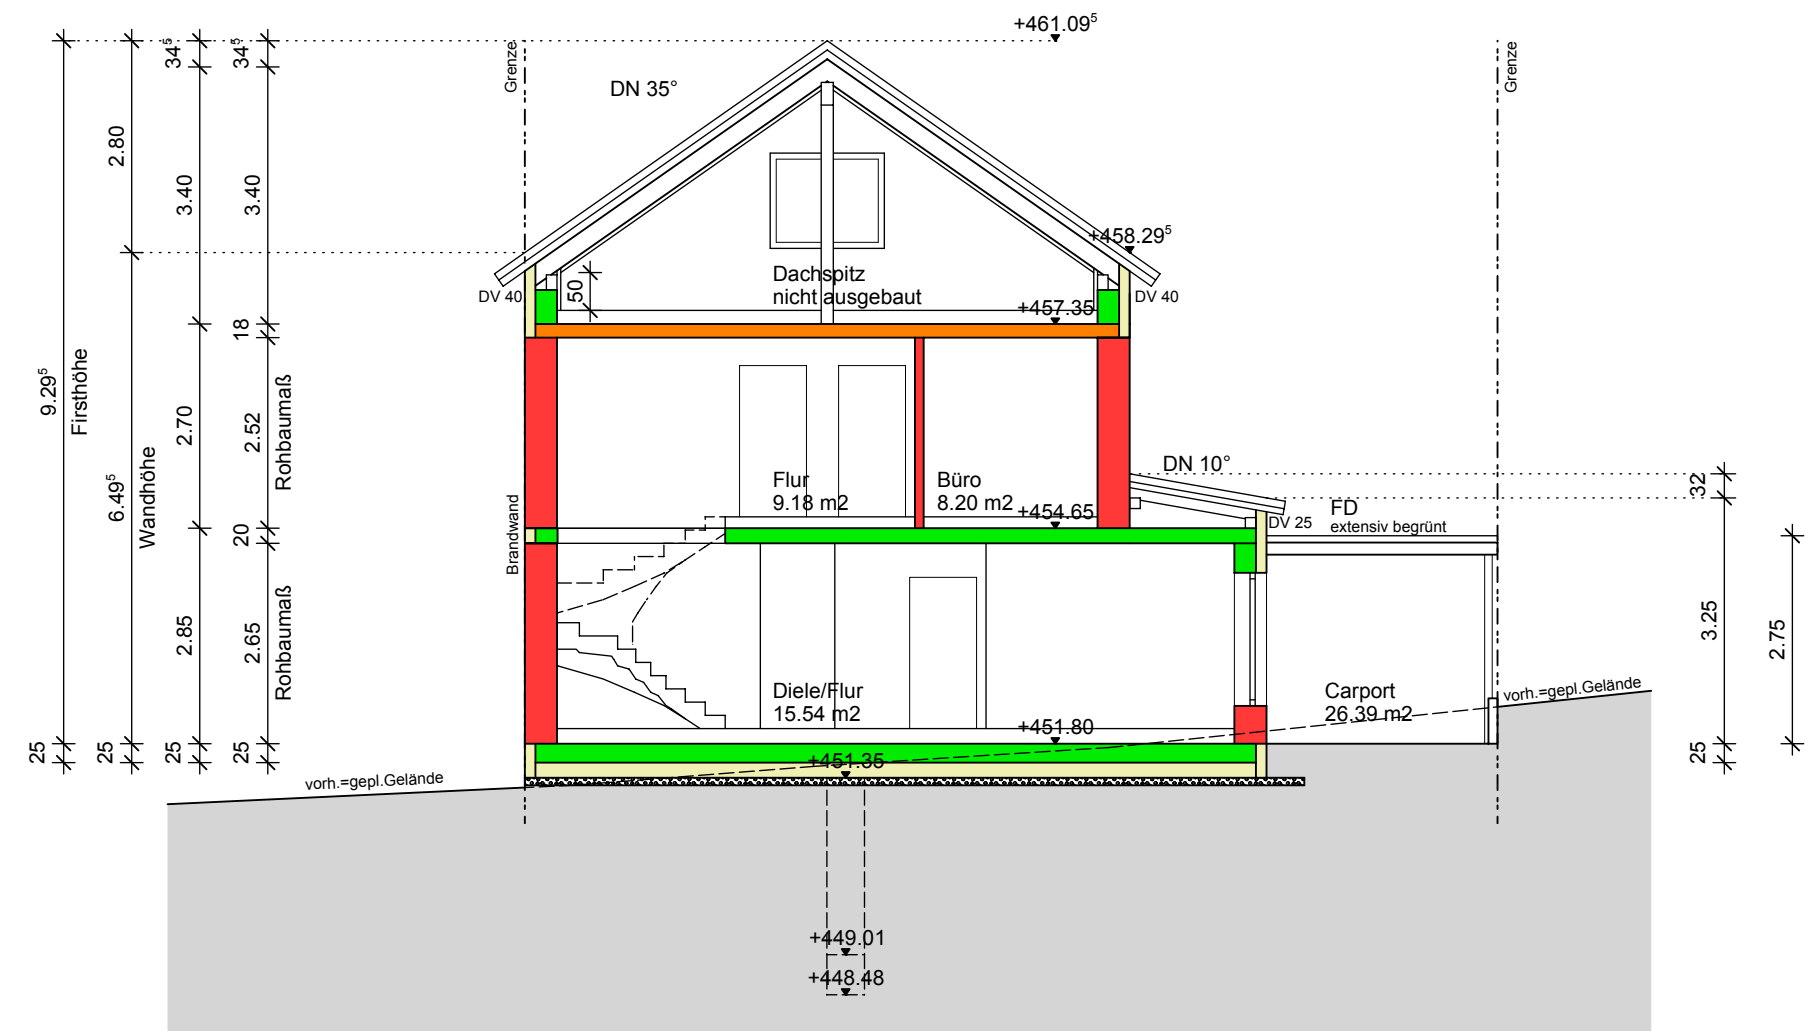 +461.09⁵
34⁵
34⁵
Grenze
Grenze
DN 35°
2.80
3.40
3.40
+458.29⁵
Dachspitz
nicht ausgebaut
50
DV 40
DV 40
+457.35
18
9.29⁵
Firsthöhe
6.49⁵
Wandhöhe
2.70
2.52
Rohbaumaß
Flur
9.18 m2
Büro
8.20 m2
DN 10°
32
FD
extensiv begrünt
DV 25
+454.65
Brandwand
20
2.85
2.65
Rohbaumaß
3.25
2.75
Diele/Flur
15.54 m2
Carport
26.39 m2
vorh.=gepl.Gelände
+451.80
25
25
25
25
25
+451.35
vorh.=gepl.Gelände
+449.01
+448.48